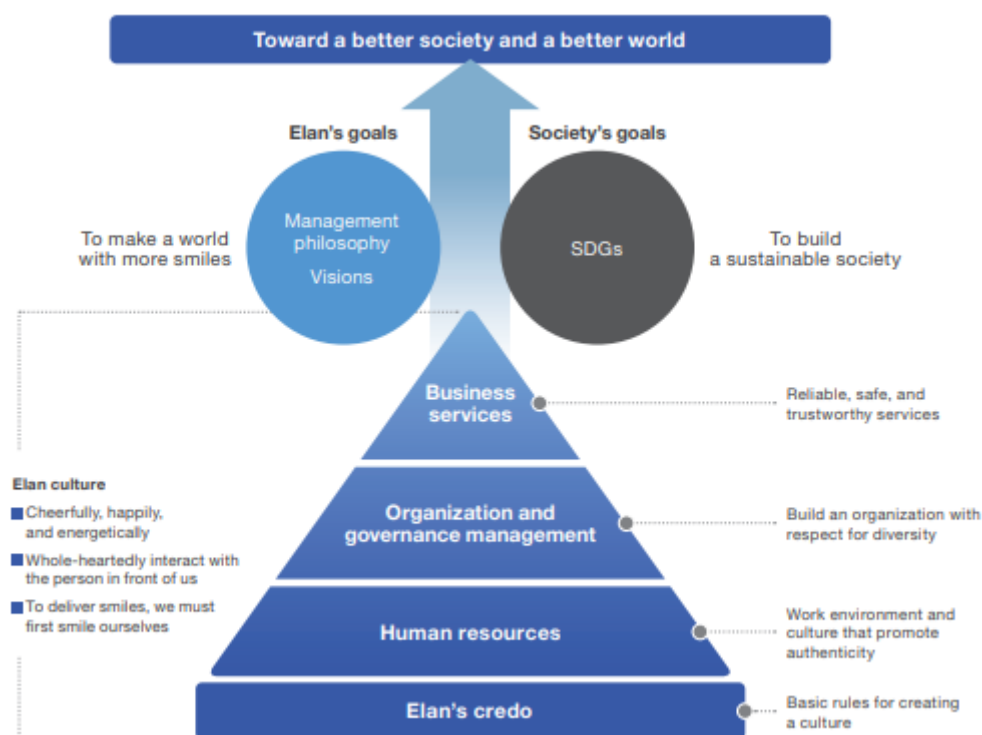 Toward a better society and a better world
Elan's goals
Society's goals
To make a world
with more smiles
Management
philosophy
Visions
SDGs
To build
a sustainable society
Business
services
Reliable, safe, and
trustworthy services
Elan culture
Cheerfully, happily,
and energetically
Whole-heartedly interact with
the person in front of us
To deliver smiles, we must
first smile ourselves
Organization and
governance management
Build an organization with
respect for diversity
Human resources
Work environment and
culture that promote
authenticity
Elan's credo
Basic rules for creating
a culture